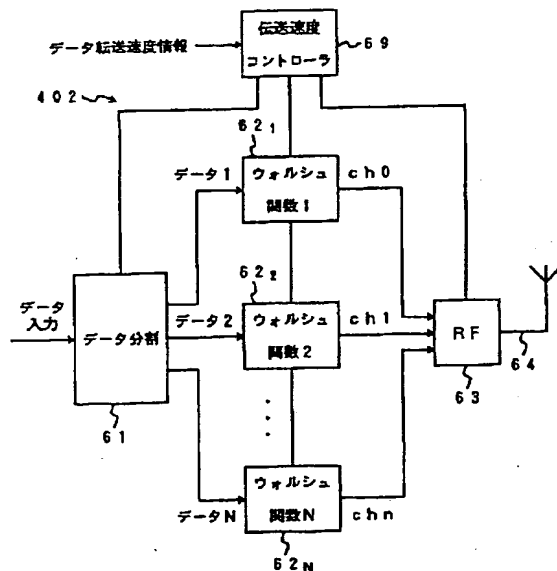 伝送速度
コントローラ
69
データ転送速度情報
402
62₁
データ1
ウォルシュ
関数1
ch0
62₂
データ
入力
データ分割
61
データ2
ウォルシュ
関数2
ch1
RF
63
64
データN
ウォルシュ
関数N
chn
62N